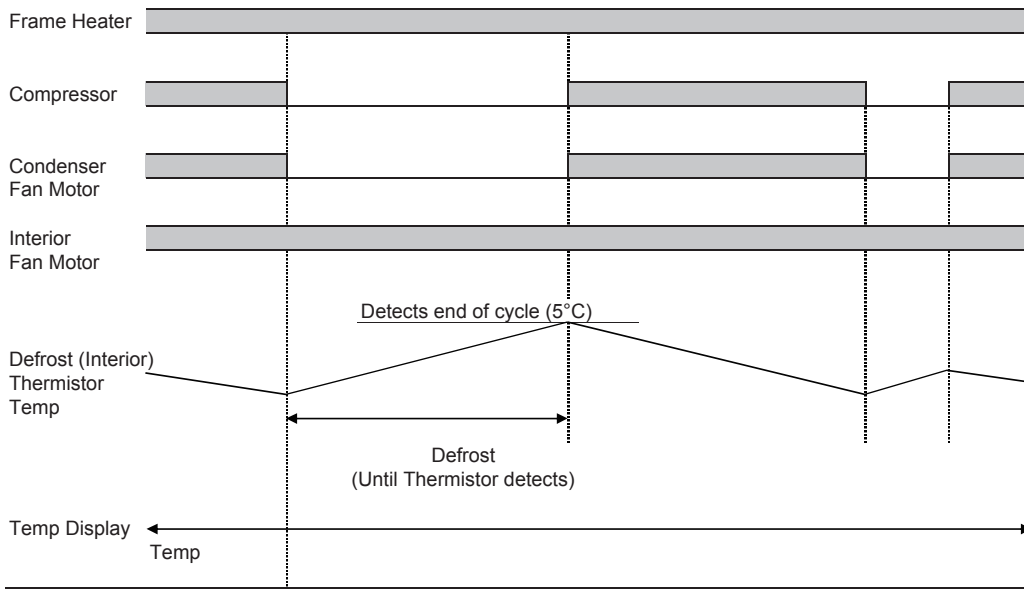 Frame Heater
Compressor
Condenser
Fan Motor
Interior
Fan Motor
Detects end of cycle (5°C)
Defrost (Interior)
Thermistor
Temp
Defrost
(Until Thermistor detects)
Temp Display
Temp